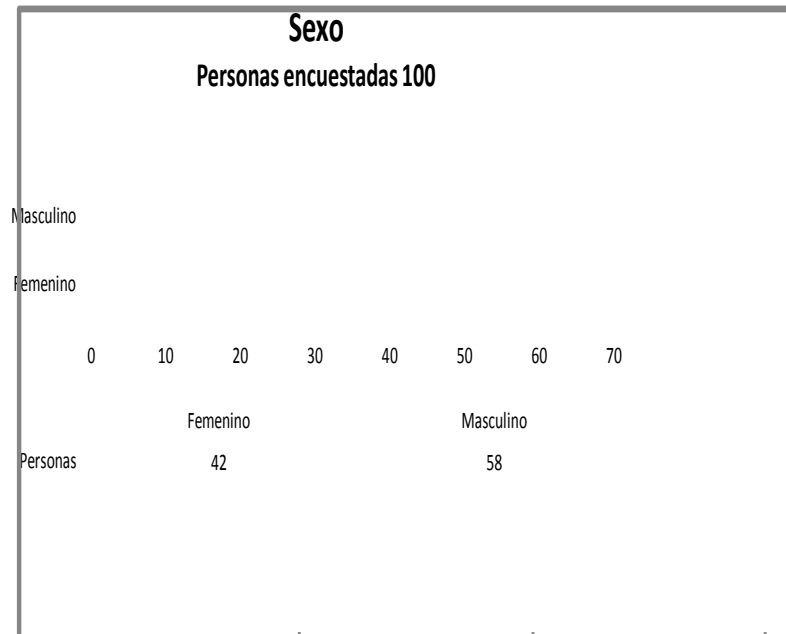 Sexo
Personas encuestadas 100
Masculino
Femenino
0 10 20 30 40 50 60 70
Femenino Masculino
Personas 42 58